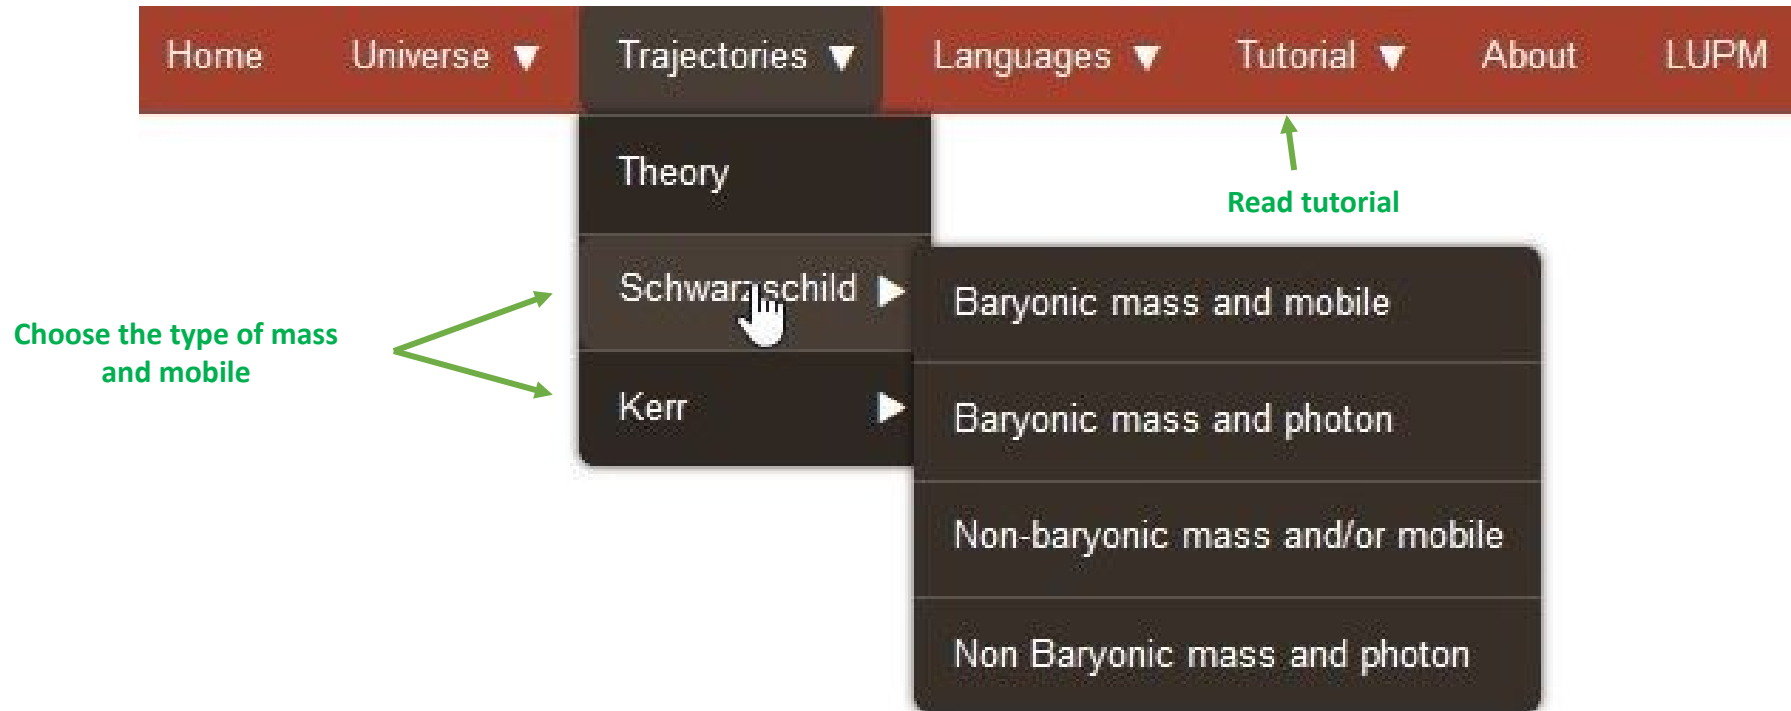 Home Universe ▼ Trajectories ▼ Languages ▼ Tutorial ▼ About LUPM
Theory
Read tutorial
Schwarzschild ▶
Baryonic mass and mobile
Choose the type of mass
and mobile
Kerr ▶
Baryonic mass and photon
Non-baryonic mass and/or mobile
Non Baryonic mass and photon